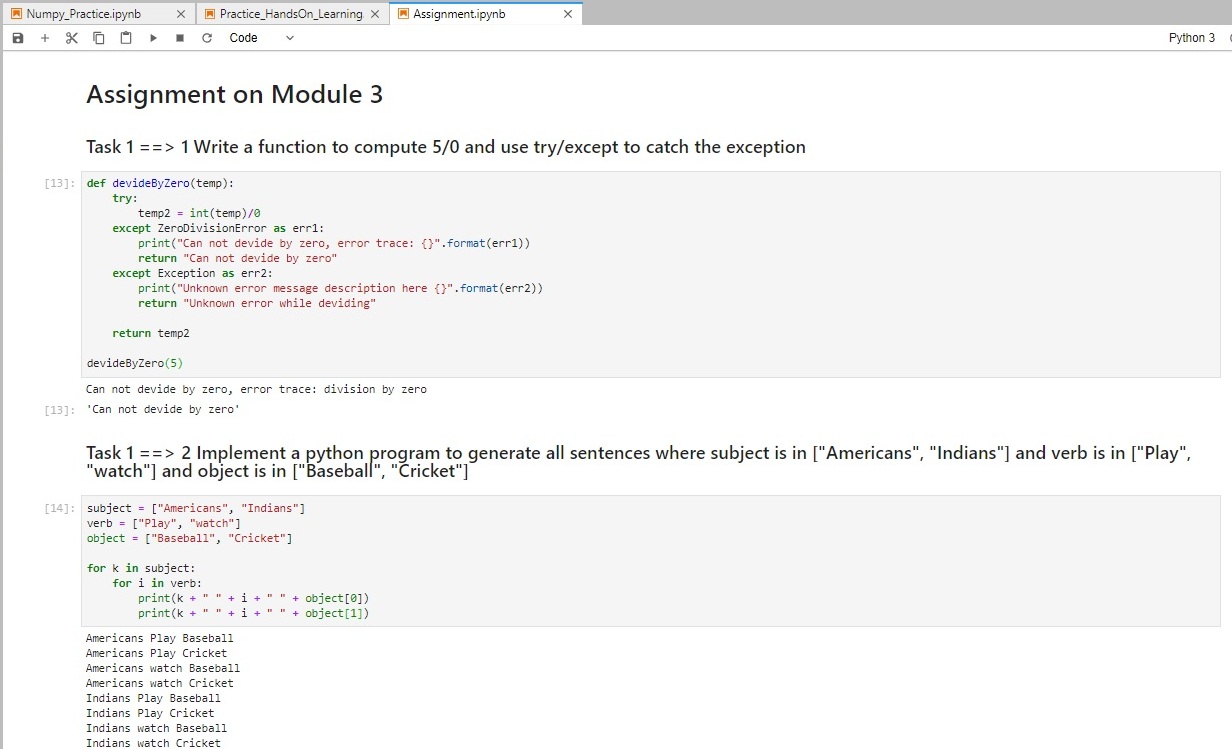 Numpy_Practice.ipynb
Practice_HandsOn_Learning
Assignment.ipynb
Code
Python 3
Assignment on Module 3
Task 1 ==> 1 Write a function to compute 5/0 and use try/except to catch the exception
[13]:
def devideByZero(temp):
    try:
        temp2 = int(temp)/0
    except ZeroDivisionError as err1:
        print("Can not devide by zero, error trace: {}".format(err1))
        return "Can not devide by zero"
    except Exception as err2:
        print("Unknown error message description here {}".format(err2))
        return "Unknown error while deviding"
    return temp2
devideByZero(5)
Can not devide by zero, error trace: division by zero
[13]: 'Can not devide by zero'
Task 1 ==> 2 Implement a python program to generate all sentences where subject is in ["Americans", "Indians"] and verb is in ["Play",
"watch"] and object is in ["Baseball", "Cricket"]
[14]:
subject = ["Americans", "Indians"]
verb = ["Play", "watch"]
object = ["Baseball", "Cricket"]
for k in subject:
    for i in verb:
        print(k + " " + i + " " + object[0])
        print(k + " " + i + " " + object[1])
Americans Play Baseball
Americans Play Cricket
Americans watch Baseball
Americans watch Cricket
Indians Play Baseball
Indians Play Cricket
Indians watch Baseball
Indians watch Cricket